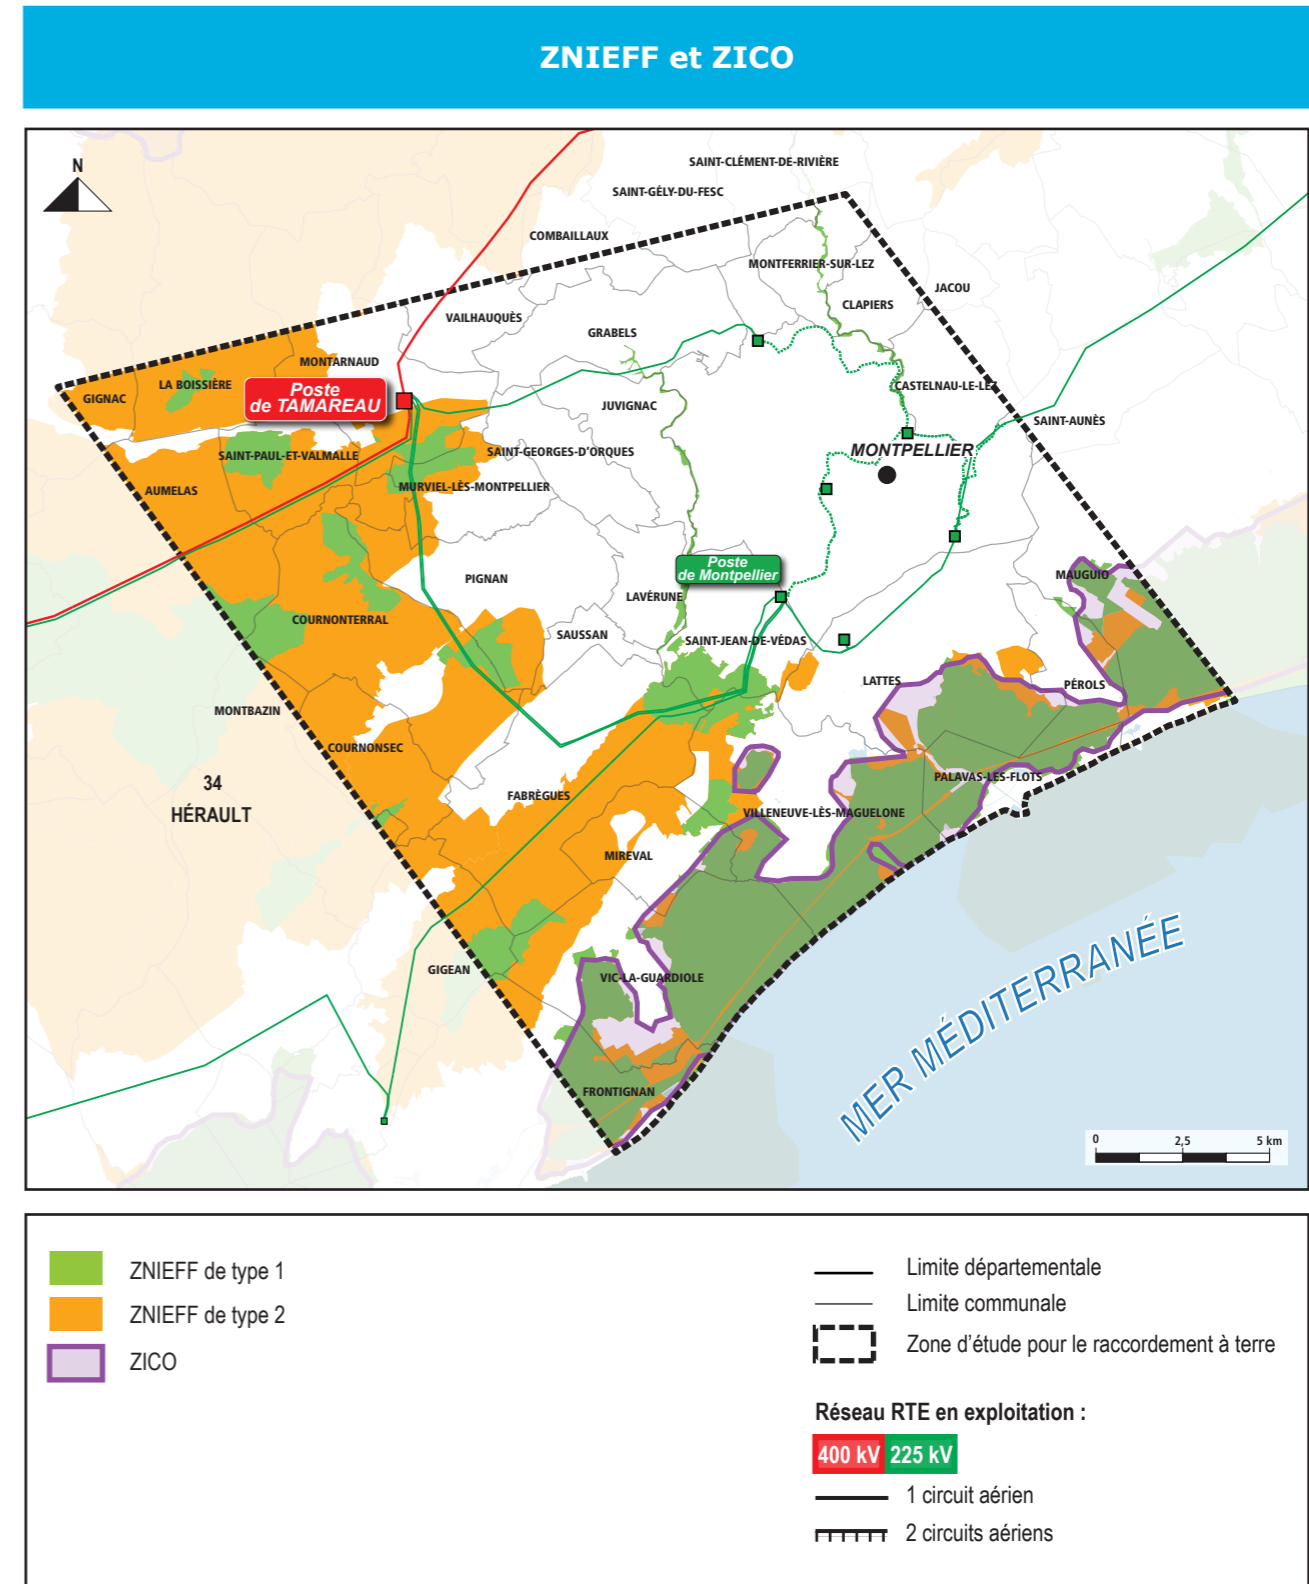 ZNIEFF et ZICO
N
SAINT-CLÉMENT-DE-RIVIÈRE
SAINT-GÉLY-DU-FESC
COMBAILLAUX
MONTFERRIER-SUR-LEZ
JACOU
CLAPIERS
VAILHAUQUÈS
GRABELS
MONTARNAUD
LA BOISSIÈRE
GIGNAC
Poste
de TAMAREAU
CASTELNAU-LE-LEZ
JUVIGNAC
SAINT-AUNÈS
SAINT-PAUL-ET-VALMALLE
SAINT-GEORGES-D'ORQUES
MONTPELLIER
AUMELAS
MURVIEL-LÈS-MONTPELLIER
Poste
de Montpellier
PIGNAN
MAUGUIO
LAVÉRUNE
COURNONTERRAL
SAUSSAN
SAINT-JEAN-DE-VÉDAS
LATTES
PÉROLS
MONTBAZIN
COURNONSEC
34
HÉRAULT
PALAVAS-LES-FLOTS
FABRÈGUES
VILLENEUVE-LÈS-MAGUELONE
MIREVAL
GIGEAN
VIC-LA-GUARDIOLE
MER MÉDITERRANÉE
FRONTIGNAN
0 2,5 5 km
ZNIEFF de type 1
ZNIEFF de type 2
ZICO
Limite départementale
Limite communale
Zone d'étude pour le raccordement à terre
Réseau RTE en exploitation :
400 kV 225 kV
1 circuit aérien
2 circuits aériens